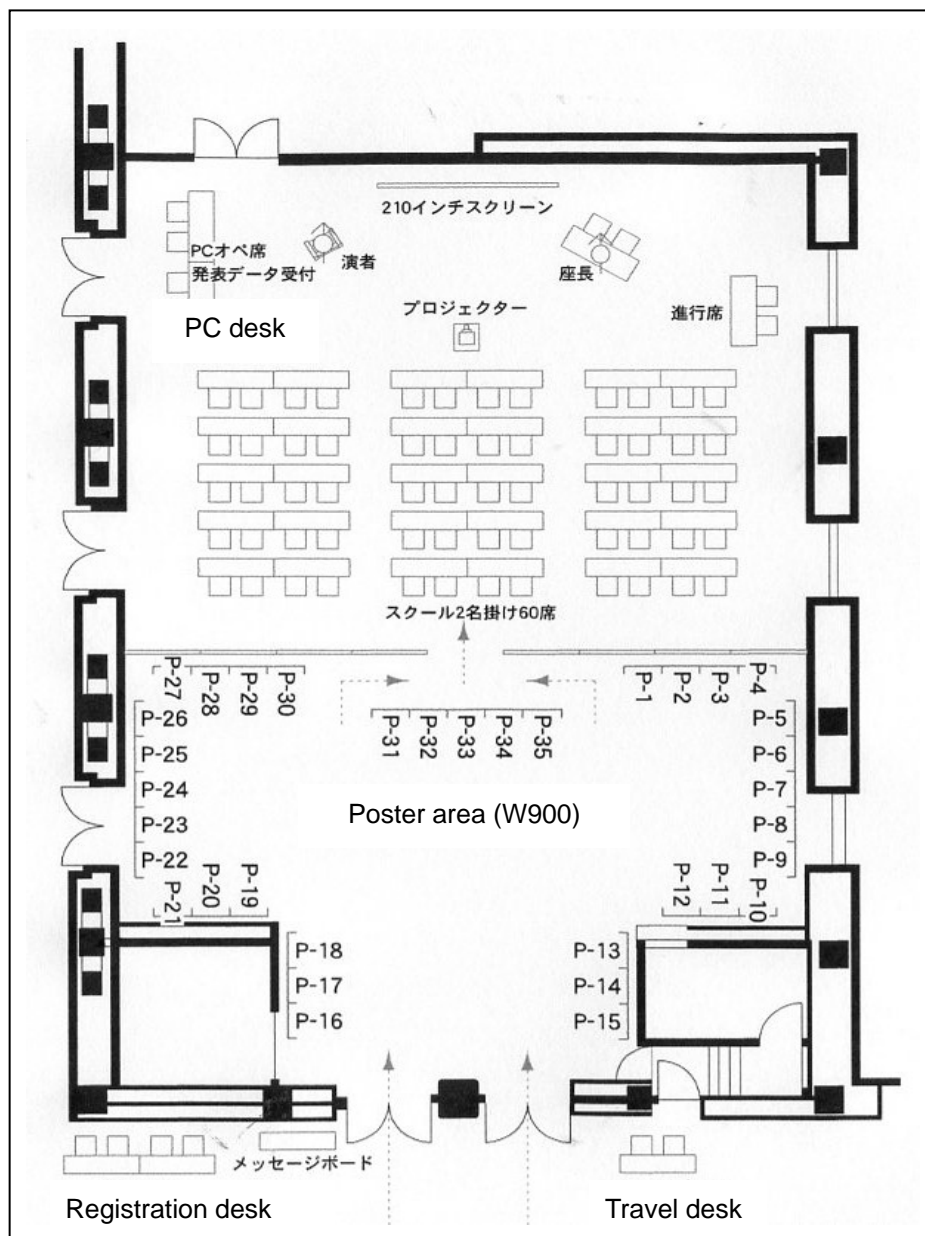 210インチスクリーン
PCオペ席
発表データ受付
演者
座長
PC desk
プロジェクター
進行席
スクール2名掛け60席
P-27
P-28
P-29
P-30
P-1
P-2
P-3
P-4
P-31
P-32
P-33
P-34
P-35
P-26
P-25
P-24
P-23
P-22
P-5
P-6
P-7
P-8
P-9
Poster area (W900)
P-21
P-20
P-19
P-12
P-11
P-10
P-18
P-17
P-16
P-13
P-14
P-15
メッセージボード
Registration desk
Travel desk